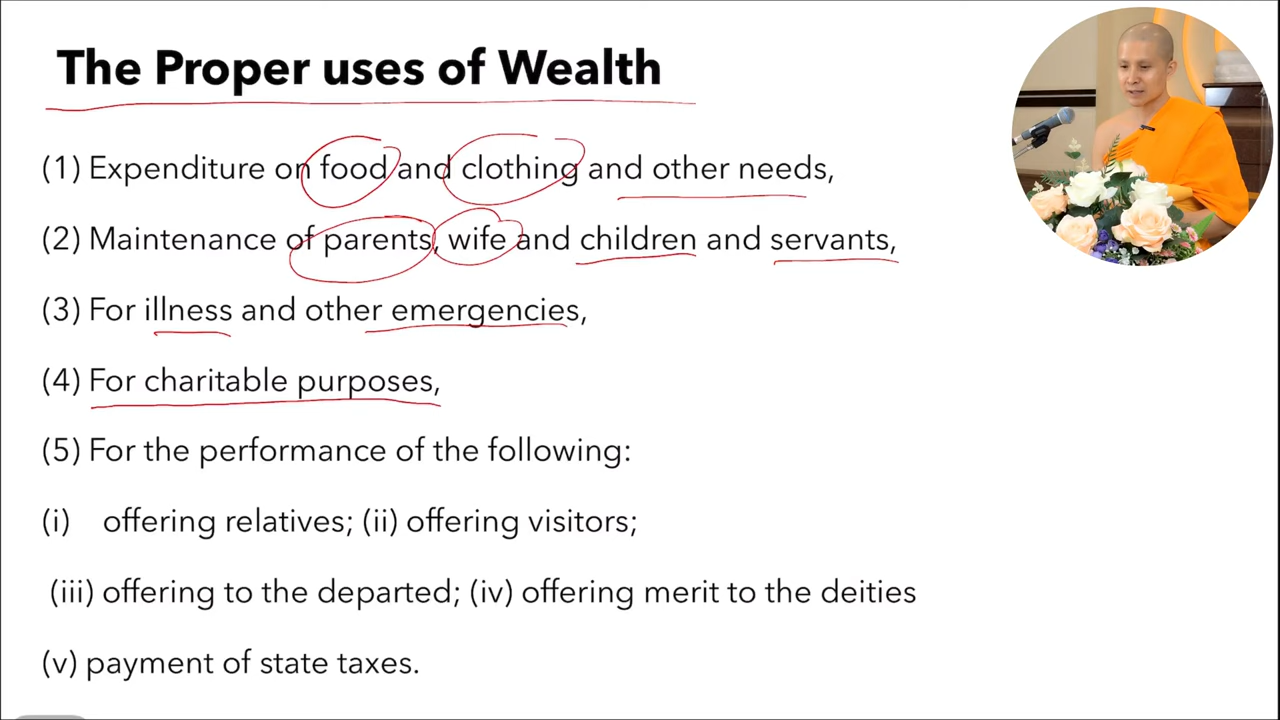 The Proper uses of Wealth
(1) Expenditure on food and clothing and other needs,
(2) Maintenance of parents, wife and children and servants,
(3) For illness and other emergencies,
(4) For charitable purposes,
(5) For the performance of the following:
(i) offering relatives; (ii) offering visitors;
(iii) offering to the departed; (iv) offering merit to the deities
(v) payment of state taxes.